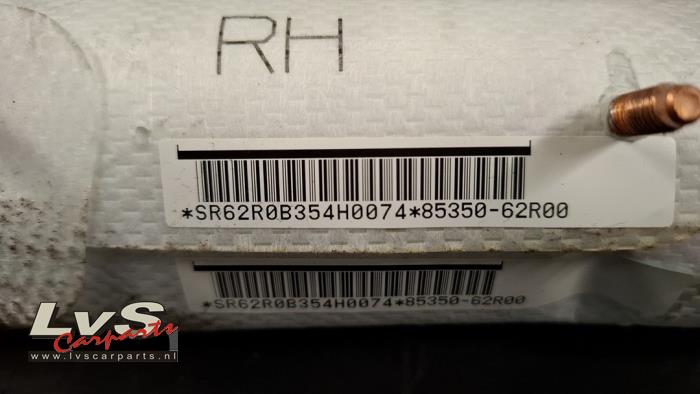 RH
*SR62R0B354H0074*85350-62R00
*SR62R0B354H0074*85350-62R00
LvS
Carparts
www.lvscarparts.nl